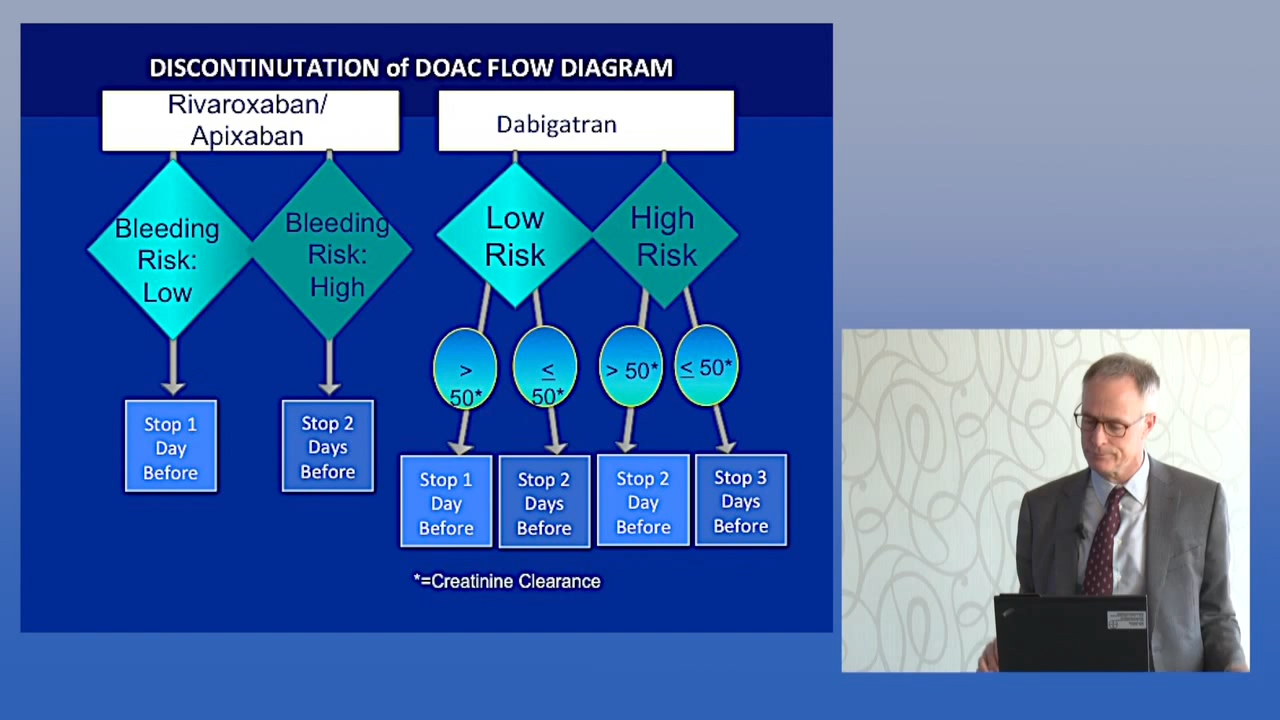 DISCONTINUTATION of DOAC FLOW DIAGRAM
Rivaroxaban/
Apixaban
Dabigatran
Bleeding
Risk:
Low
Bleeding
Risk:
High
Low
Risk
High
Risk
>
50*
≤
50*
> 50*
≤ 50*
Stop 1
Day
Before
Stop 2
Days
Before
Stop 1
Day
Before
Stop 2
Days
Before
Stop 2
Day
Before
Stop 3
Days
Before
*=Creatinine Clearance